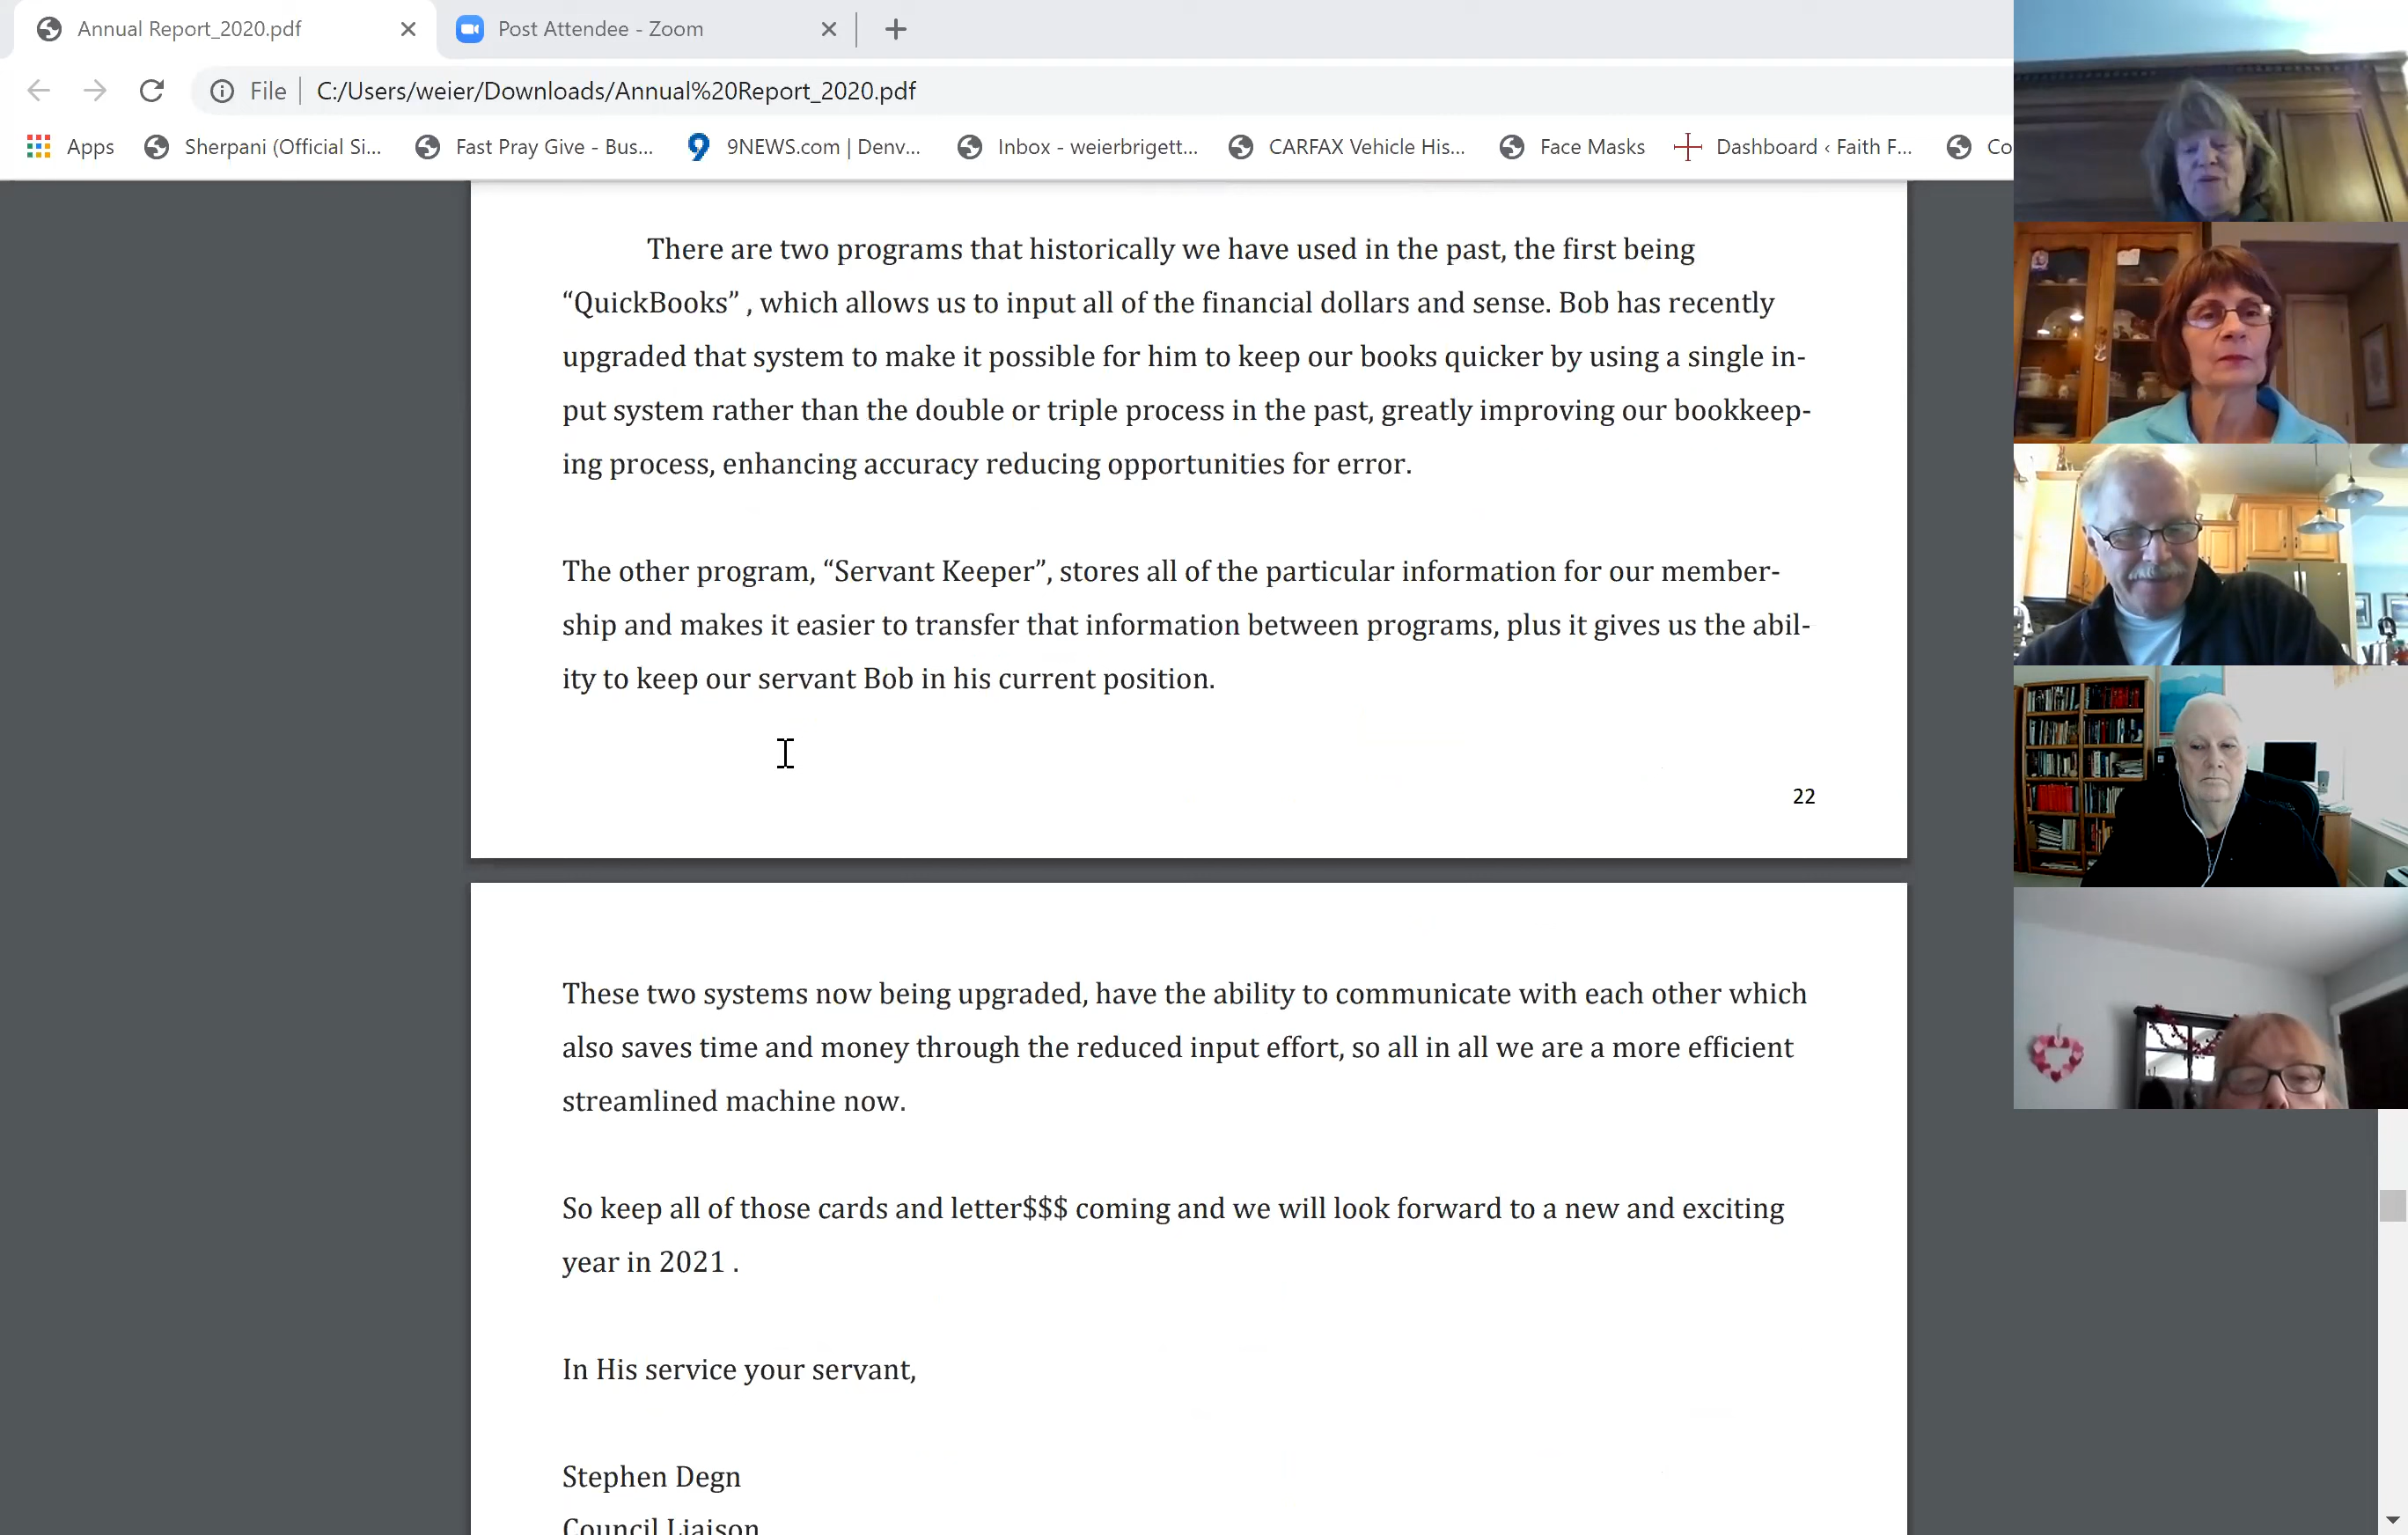 Annual Report_2020.pdf
Post Attendee - Zoom
File
C:/Users/weier/Downloads/Annual%20Report_2020.pdf
Apps
Sherpani (Official Si...
Fast Pray Give - Bus...
9NEWS.com | Denv...
Inbox - weierbrigett...
CARFAX Vehicle His...
Face Masks
Dashboard ‹ Faith F...
Co
There are two programs that historically we have used in the past, the first being
“QuickBooks” , which allows us to input all of the financial dollars and sense. Bob has recently
upgraded that system to make it possible for him to keep our books quicker by using a single in-
put system rather than the double or triple process in the past, greatly improving our bookkeep-
ing process, enhancing accuracy reducing opportunities for error.
The other program, “Servant Keeper”, stores all of the particular information for our member-
ship and makes it easier to transfer that information between programs, plus it gives us the abil-
ity to keep our servant Bob in his current position.
22
These two systems now being upgraded, have the ability to communicate with each other which
also saves time and money through the reduced input effort, so all in all we are a more efficient
streamlined machine now.
So keep all of those cards and letter$$$ coming and we will look forward to a new and exciting
year in 2021 .
In His service your servant,
Stephen Degn
Council Liaison